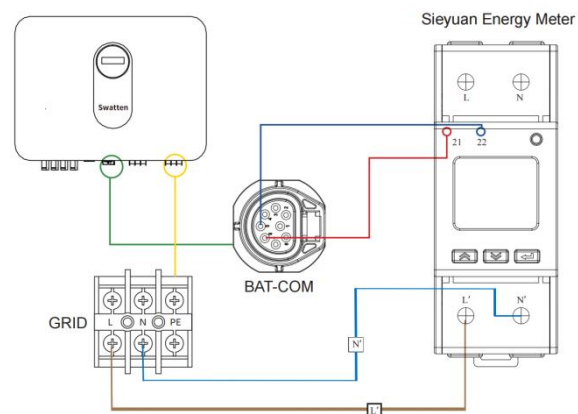 Sieyuan Energy Meter
Swatten
L N
21 22
BAT-COM
GRID
L N PE
L' N'
N'
L'